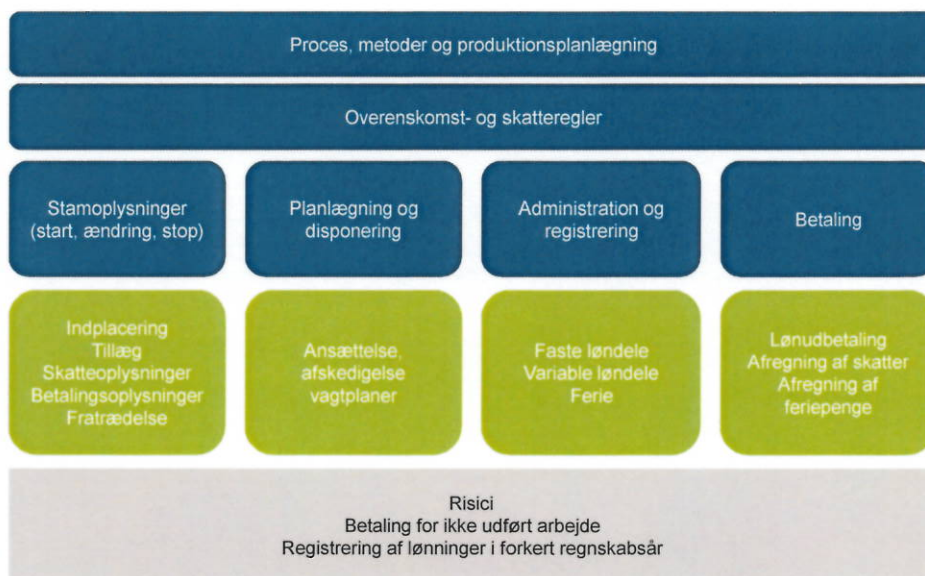 Proces, metoder og produktionsplanlægning
Overenskomst- og skatteregler
Stamoplysninger
(start, ændring, stop)
Planlægning og
disponering
Administration og
registrering
Betaling
Indplacering
Tillæg
Skatteoplysninger
Betalingsoplysninger
Fratrædelse
Ansættelse,
afskedigelse
vagtplaner
Faste løndele
Variable løndele
Ferie
Lønudbetaling
Afregning af skatter
Afregning af
feriepenge
Risici
Betaling for ikke udført arbejde
Registrering af lønninger i forkert regnskabsår